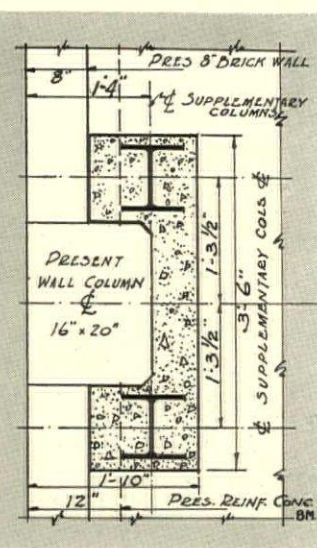 PRES 8" BRICK WALL
8"
1'-4"
℄ SUPPLEMENTARY
COLUMNS
PRESENT
WALL COLUMN
℄
16" x 20"
1'-3½"
1'-3½"
3'-6"
℄ SUPPLEMENTARY COLS ℄
1'-10"
12"
PRES. REINF. CONC.
BM.